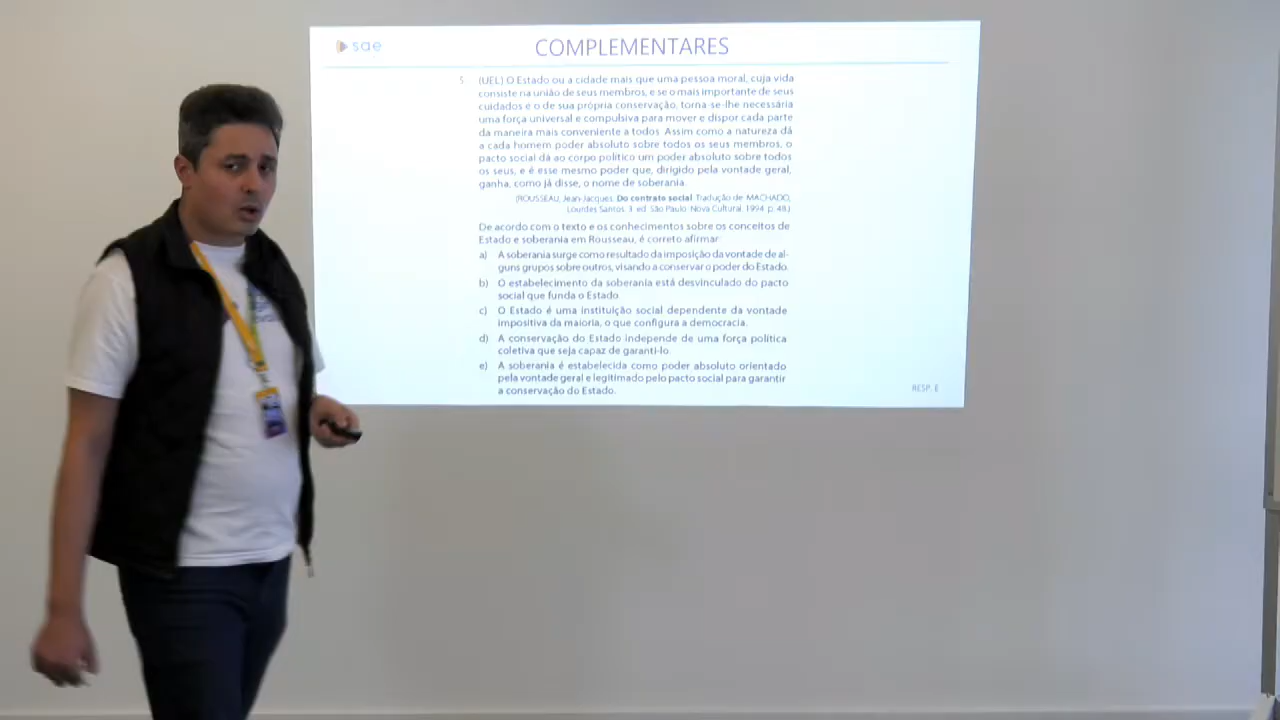 sae
COMPLEMENTARES
5. (UEL) O Estado ou a cidade mais que uma pessoa moral, cuja vida
consiste na união de seus membros, e se o mais importante de seus
cuidados é o de sua própria conservação, torna-se-lhe necessária
uma força universal e compulsiva para mover e dispor cada parte
da maneira mais conveniente a todos. Assim como a natureza dá
a cada homem poder absoluto sobre todos os seus membros, o
pacto social dá ao corpo político um poder absoluto sobre todos
os seus, e é esse mesmo poder que, dirigido pela vontade geral,
ganha, como já disse, o nome de soberania.
(ROUSSEAU, Jean-Jacques. Do contrato social. Tradução de: MACHADO,
Lourdes Santos. 3. ed. São Paulo: Nova Cultural, 1994. p. 48.)
De acordo com o texto e os conhecimentos sobre os conceitos de
Estado e soberania em Rousseau, é correto afirmar:
a) A soberania surge como resultado da imposição da vontade de al-
guns grupos sobre outros, visando a conservar o poder do Estado.
b) O estabelecimento da soberania está desvinculado do pacto
social que funda o Estado.
c) O Estado é uma instituição social dependente da vontade
impositiva da maioria, o que configura a democracia.
d) A conservação do Estado independe de uma força política
coletiva que seja capaz de garanti-lo.
e) A soberania é estabelecida como poder absoluto orientado
pela vontade geral e legitimado pelo pacto social para garantir
a conservação do Estado.
RESP. E